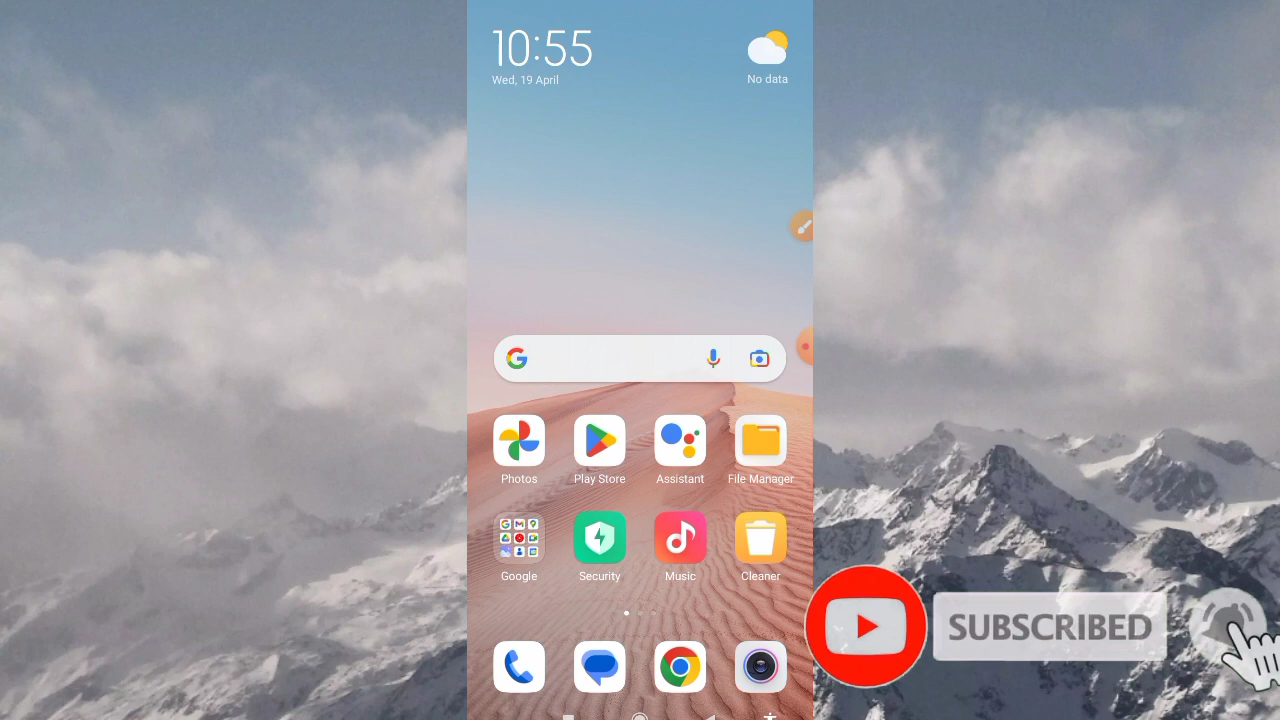 10:55
Wed, 19 April
No data
Photos
Play Store
Assistant
File Manager
Google
Security
Music
Cleaner
SUBSCRIBED